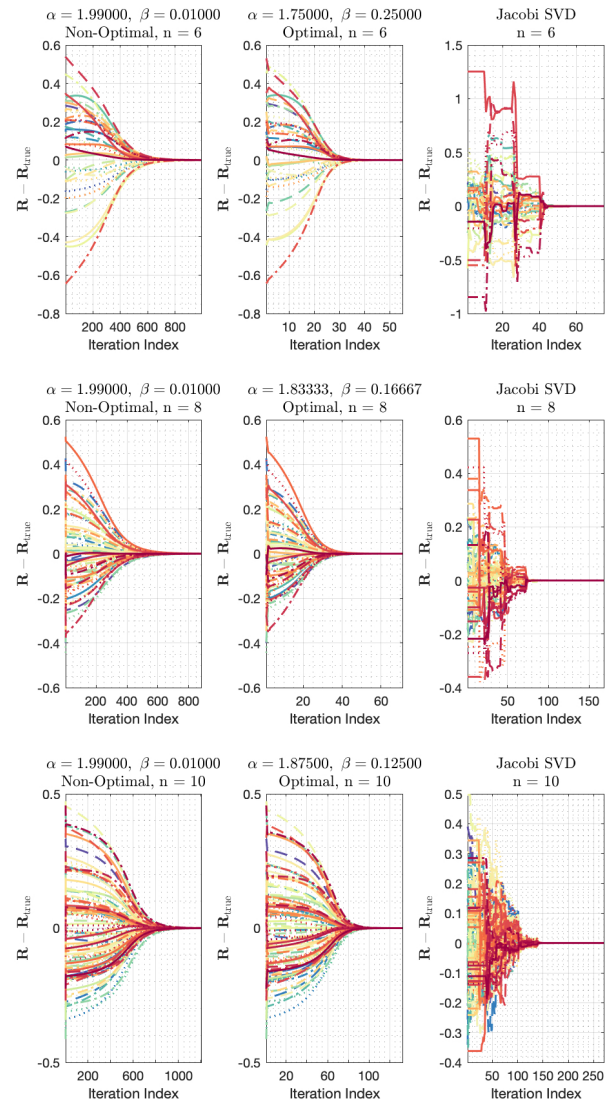 α = 1.99000, β = 0.01000
Non-Optimal, n = 6
R − R_true
0.6
0.4
0.2
0
-0.2
-0.4
-0.6
-0.8
200 400 600 800
Iteration Index
α = 1.75000, β = 0.25000
Optimal, n = 6
R − R_true
0.6
0.4
0.2
0
-0.2
-0.4
-0.6
-0.8
10 20 30 40 50
Iteration Index
Jacobi SVD
n = 6
R − R_true
1.5
1
0.5
0
-0.5
-1
20 40 60
Iteration Index
α = 1.99000, β = 0.01000
Non-Optimal, n = 8
R − R_true
0.6
0.4
0.2
0
-0.2
-0.4
-0.6
200 400 600 800
Iteration Index
α = 1.83333, β = 0.16667
Optimal, n = 8
R − R_true
0.6
0.4
0.2
0
-0.2
-0.4
-0.6
20 40 60
Iteration Index
Jacobi SVD
n = 8
R − R_true
0.6
0.4
0.2
0
-0.2
-0.4
50 100 150
Iteration Index
α = 1.99000, β = 0.01000
Non-Optimal, n = 10
R − R_true
0.5
0
-0.5
200 600 1000
Iteration Index
α = 1.87500, β = 0.12500
Optimal, n = 10
R − R_true
0.5
0
-0.5
20 60 100
Iteration Index
Jacobi SVD
n = 10
R − R_true
0.5
0.4
0.3
0.2
0.1
0
-0.1
-0.2
-0.3
-0.4
50 150 250
Iteration Index